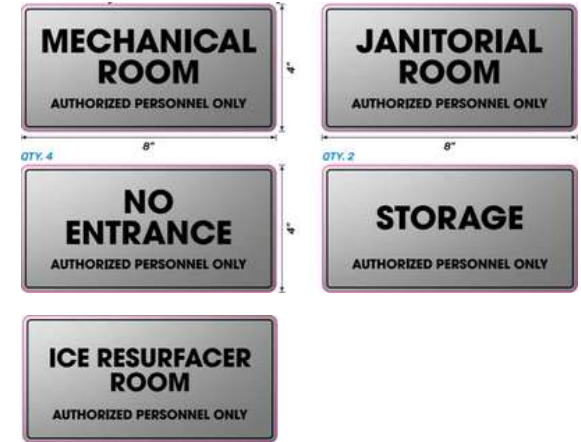 MECHANICAL
ROOM
AUTHORIZED PERSONNEL ONLY
4"
8"
JANITORIAL
ROOM
AUTHORIZED PERSONNEL ONLY
8"
QTY. 4
NO
ENTRANCE
AUTHORIZED PERSONNEL ONLY
4"
QTY. 2
STORAGE
AUTHORIZED PERSONNEL ONLY
ICE RESURFACER
ROOM
AUTHORIZED PERSONNEL ONLY